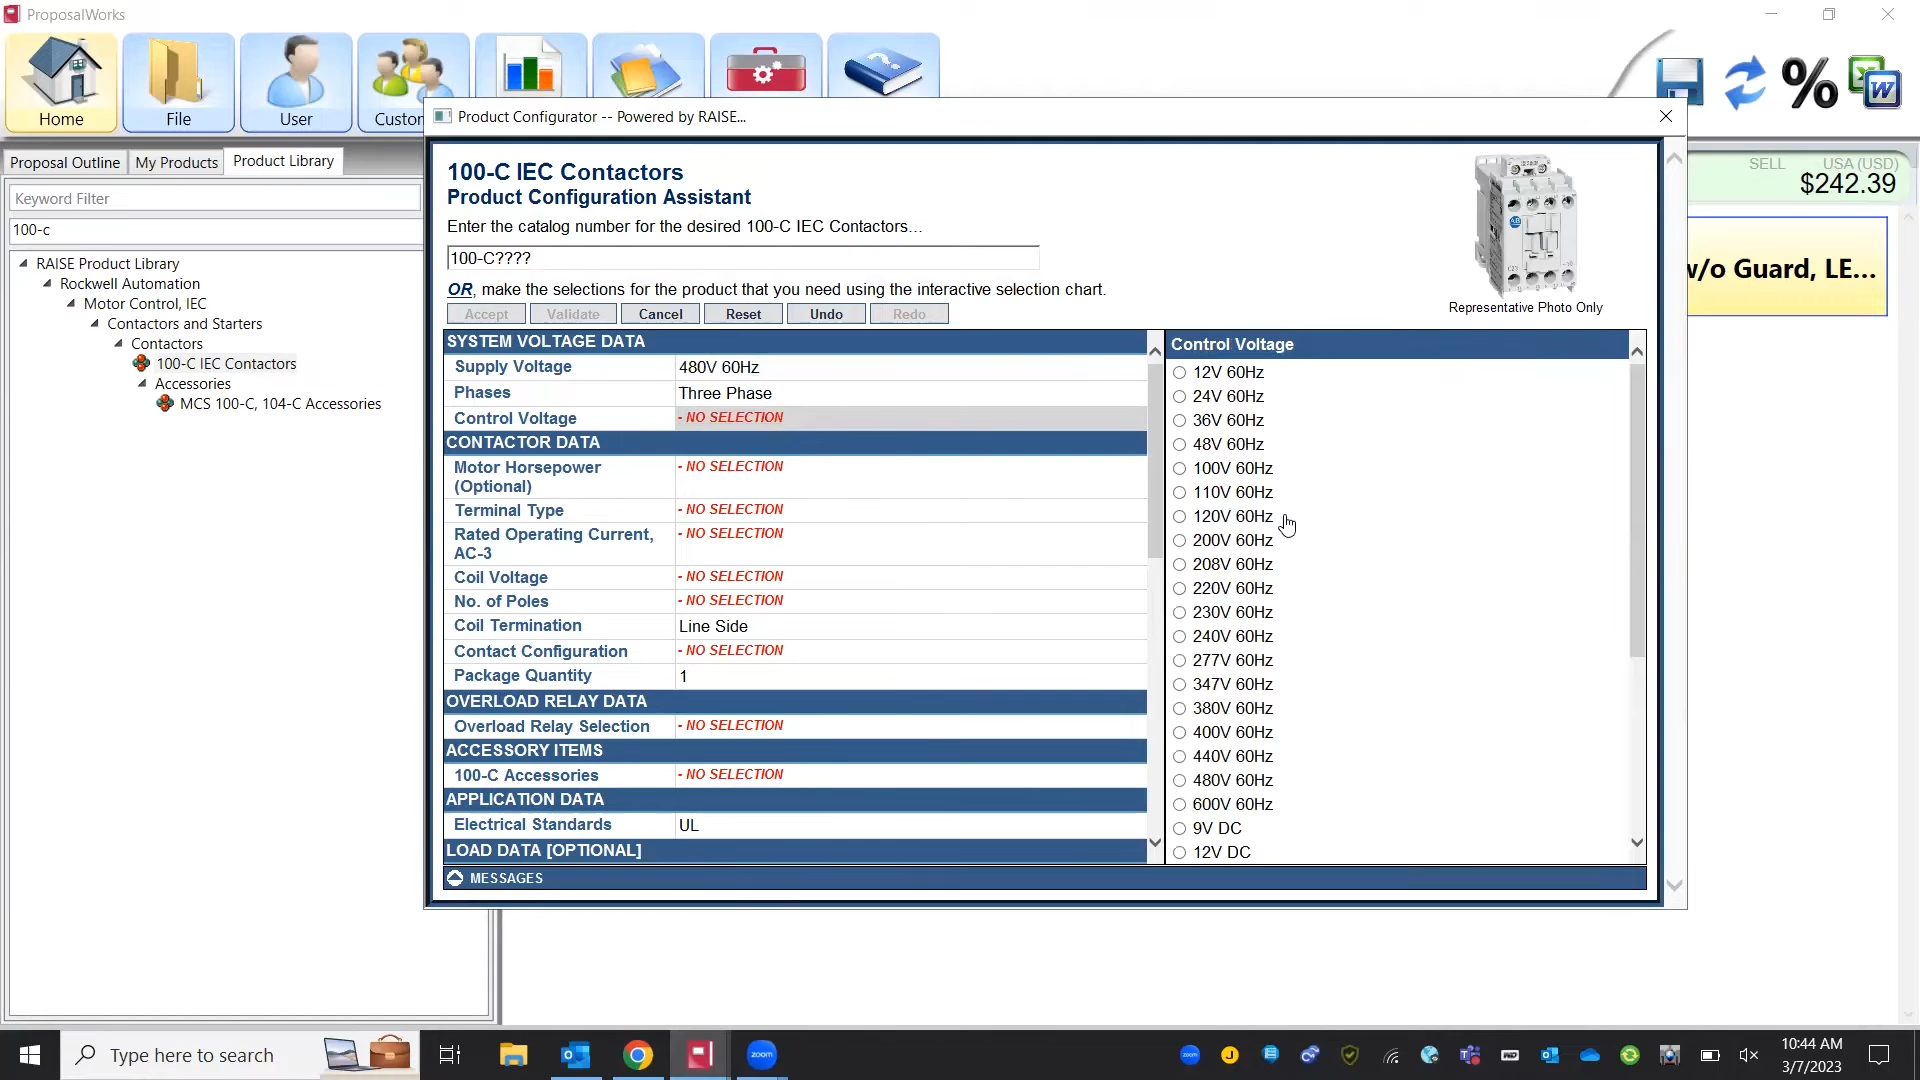 ProposalWorks
Home
File
User
Custom
SELL USA (USD)
$242.39
Product Configurator -- Powered by RAISE...
Proposal Outline
My Products
Product Library
Keyword Filter
100-c
RAISE Product Library
Rockwell Automation
Motor Control, IEC
Contactors and Starters
Contactors
100-C IEC Contactors
Accessories
MCS 100-C, 104-C Accessories
w/o Guard, LE...
100-C IEC Contactors
Product Configuration Assistant
Enter the catalog number for the desired 100-C IEC Contactors...
100-C????
OR, make the selections for the product that you need using the interactive selection chart.
Representative Photo Only
Accept
Validate
Cancel
Reset
Undo
Redo
SYSTEM VOLTAGE DATA
Supply Voltage 480V 60Hz
Phases Three Phase
Control Voltage - NO SELECTION
CONTACTOR DATA
Motor Horsepower - NO SELECTION
(Optional)
Terminal Type - NO SELECTION
Rated Operating Current, - NO SELECTION
AC-3
Coil Voltage - NO SELECTION
No. of Poles - NO SELECTION
Coil Termination Line Side
Contact Configuration - NO SELECTION
Package Quantity 1
OVERLOAD RELAY DATA
Overload Relay Selection - NO SELECTION
ACCESSORY ITEMS
100-C Accessories - NO SELECTION
APPLICATION DATA
Electrical Standards UL
LOAD DATA [OPTIONAL]
MESSAGES
Control Voltage
12V 60Hz
24V 60Hz
36V 60Hz
48V 60Hz
100V 60Hz
110V 60Hz
120V 60Hz
200V 60Hz
208V 60Hz
220V 60Hz
230V 60Hz
240V 60Hz
277V 60Hz
347V 60Hz
380V 60Hz
400V 60Hz
440V 60Hz
480V 60Hz
600V 60Hz
9V DC
12V DC
Type here to search
zoom
10:44 AM
3/7/2023